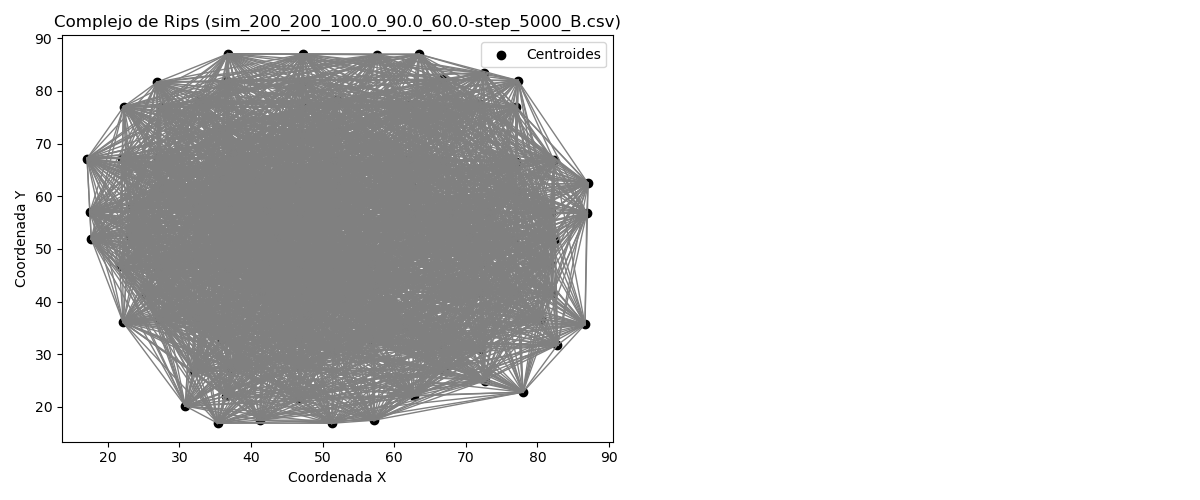 Complejo de Rips (sim_200_200_100.0_90.0_60.0-step_5000_B.csv)
Centroides
90
80
70
60
50
40
30
20
Coordenada Y
20 30 40 50 60 70 80 90
Coordenada X